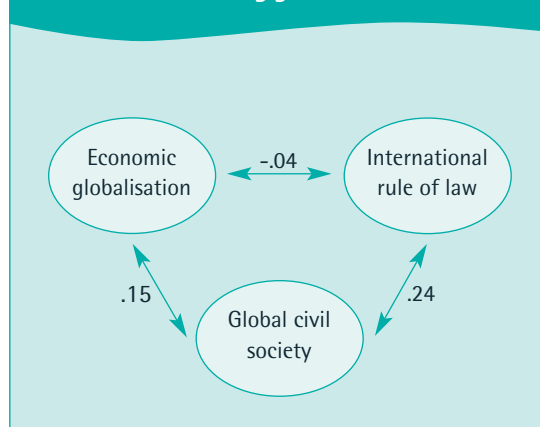 Economic
globalisation
-.04
International
rule of law
.15
.24
Global civil
society